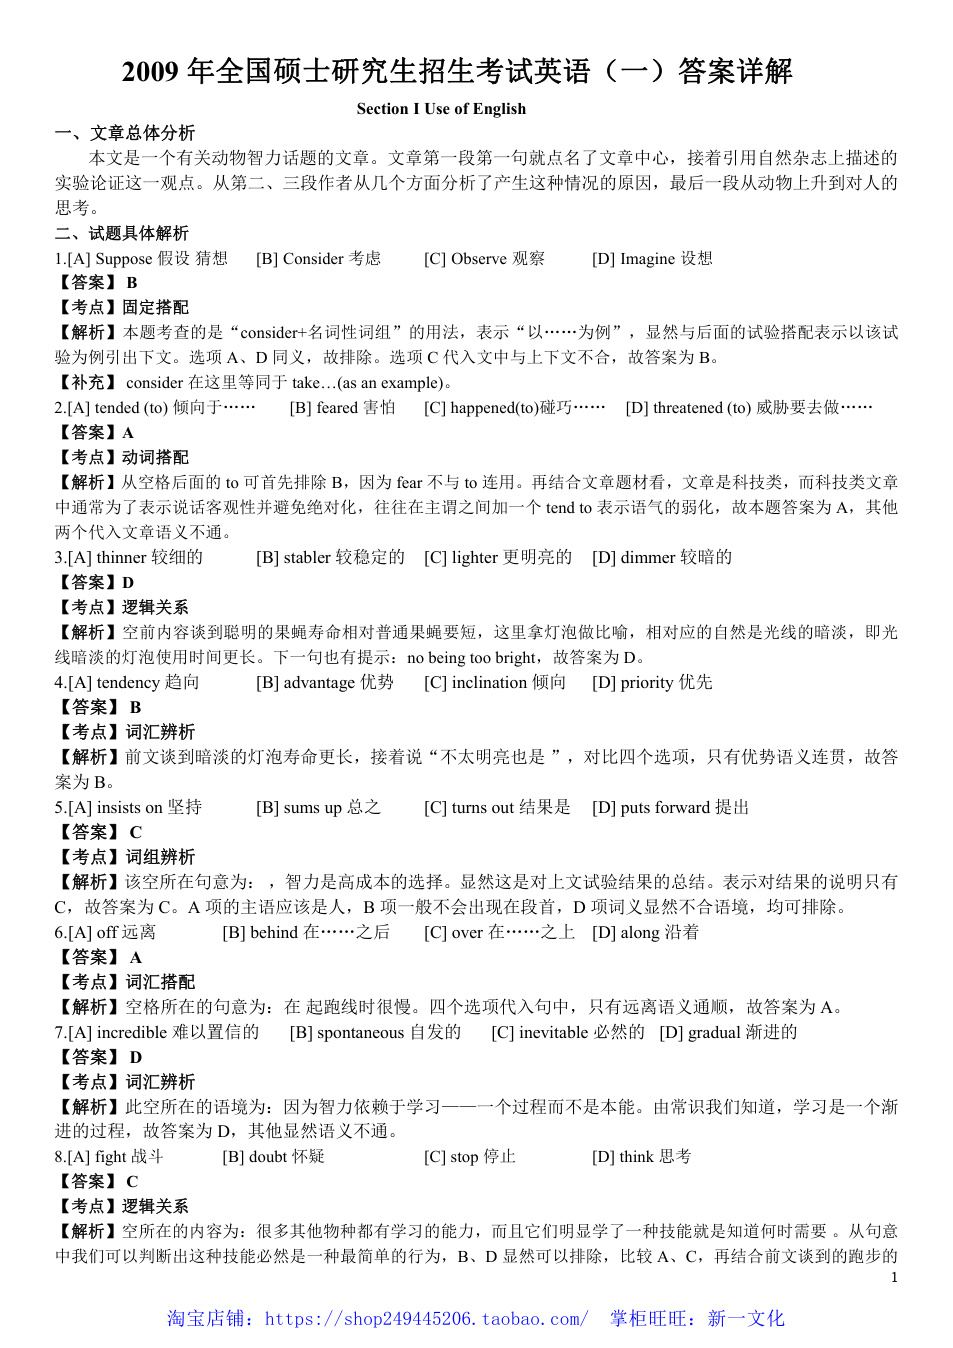 2009 年全国硕士研究生招生考试英语（一）答案详解
Section I Use of English
一、文章总体分析
本文是一个有关动物智力话题的文章。文章第一段第一句就点名了文章中心，接着引用自然杂志上描述的
实验论证这一观点。从第二、三段作者从几个方面分析了产生这种情况的原因，最后一段从动物上升到对人的
思考。
二、试题具体解析
1.[A] Suppose 假设 猜想 [B] Consider 考虑 [C] Observe 观察 [D] Imagine 设想
【答案】 B
【考点】固定搭配
【解析】本题考查的是“consider+名词性词组”的用法，表示“以……为例”，显然与后面的试验搭配表示以该试
验为例引出下文。选项 A、D 同义，故排除。选项 C 代入文中与上下文不合，故答案为 B。
【补充】 consider 在这里等同于 take…(as an example)。
2.[A] tended (to) 倾向于…… [B] feared 害怕 [C] happened(to)碰巧…… [D] threatened (to) 威胁要去做……
【答案】A
【考点】动词搭配
【解析】从空格后面的 to 可首先排除 B，因为 fear 不与 to 连用。再结合文章题材看，文章是科技类，而科技类文章
中通常为了表示说话客观性并避免绝对化，往往在主谓之间加一个 tend to 表示语气的弱化，故本题答案为 A，其他
两个代入文章语义不通。
3.[A] thinner 较细的 [B] stabler 较稳定的 [C] lighter 更明亮的 [D] dimmer 较暗的
【答案】D
【考点】逻辑关系
【解析】空前内容谈到聪明的果蝇寿命相对普通果蝇要短，这里拿灯泡做比喻，相对应的自然是光线的暗淡，即光
线暗淡的灯泡使用时间更长。下一句也有提示：no being too bright，故答案为 D。
4.[A] tendency 趋向 [B] advantage 优势 [C] inclination 倾向 [D] priority 优先
【答案】 B
【考点】词汇辨析
【解析】前文谈到暗淡的灯泡寿命更长，接着说“不太明亮也是 ”，对比四个选项，只有优势语义连贯，故答
案为 B。
5.[A] insists on 坚持 [B] sums up 总之 [C] turns out 结果是 [D] puts forward 提出
【答案】 C
【考点】词组辨析
【解析】该空所在句意为： ，智力是高成本的选择。显然这是对上文试验结果的总结。表示对结果的说明只有
C，故答案为 C。A 项的主语应该是人，B 项一般不会出现在段首，D 项词义显然不合语境，均可排除。
6.[A] off 远离 [B] behind 在……之后 [C] over 在……之上 [D] along 沿着
【答案】 A
【考点】词汇搭配
【解析】空格所在的句意为：在 起跑线时很慢。四个选项代入句中，只有远离语义通顺，故答案为 A。
7.[A] incredible 难以置信的 [B] spontaneous 自发的 [C] inevitable 必然的 [D] gradual 渐进的
【答案】 D
【考点】词汇辨析
【解析】此空所在的语境为：因为智力依赖于学习——一个过程而不是本能。由常识我们知道，学习是一个渐
进的过程，故答案为 D，其他显然语义不通。
8.[A] fight 战斗 [B] doubt 怀疑 [C] stop 停止 [D] think 思考
【答案】 C
【考点】逻辑关系
【解析】空所在的内容为：很多其他物种都有学习的能力，而且它们明显学了一种技能就是知道何时需要 。从句意
中我们可以判断出这种技能必然是一种最简单的行为，B、D 显然可以排除，比较 A、C，再结合前文谈到的跑步的
1
淘宝店铺：https://shop249445206.taobao.com/ 掌柜旺旺：新一文化